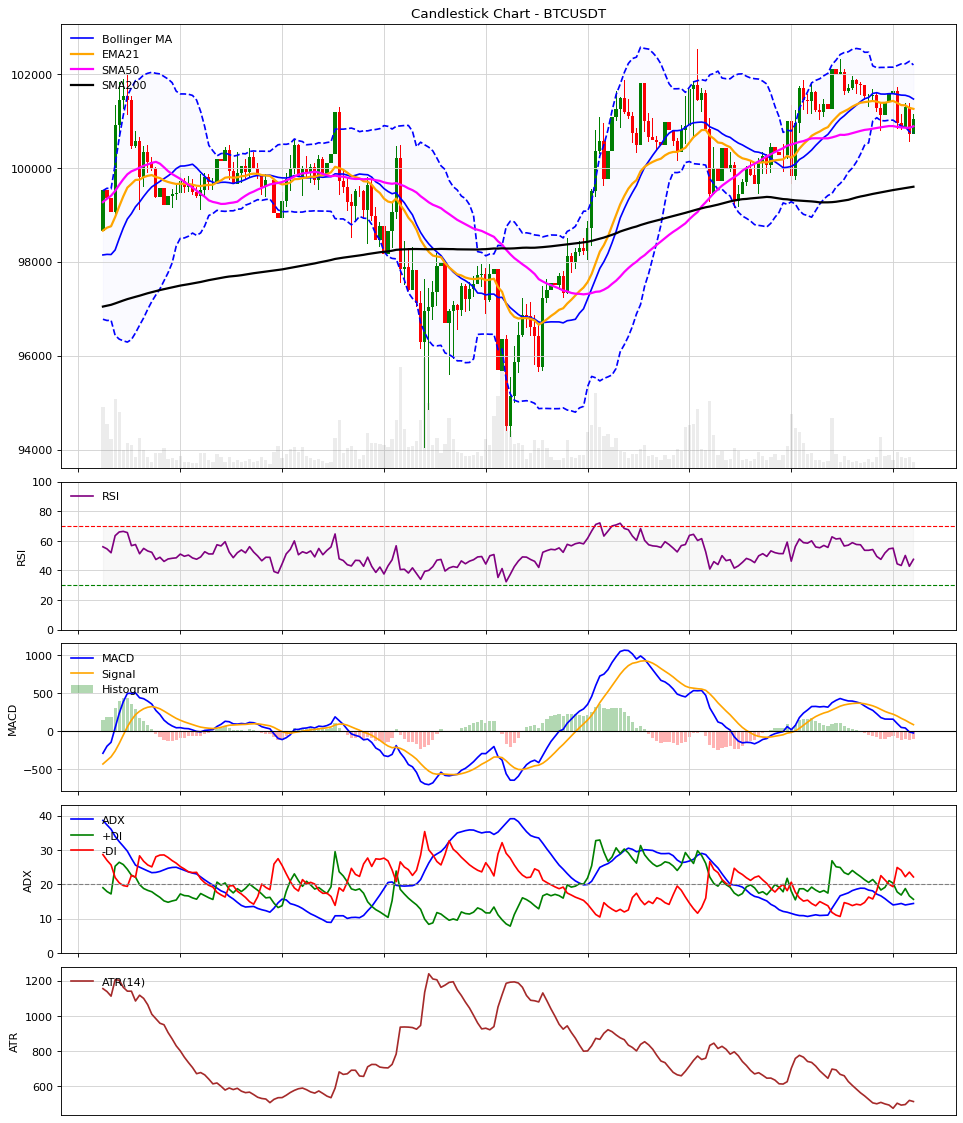 Candlestick Chart - BTCUSDT
Bollinger MA
EMA21
SMA50
SMA200
102000
100000
98000
96000
94000
RSI
RSI
100
80
60
40
20
0
MACD
Signal
Histogram
MACD
1000
500
0
−500
ADX
+DI
-DI
ADX
40
30
20
10
0
ATR(14)
ATR
1200
1000
800
600